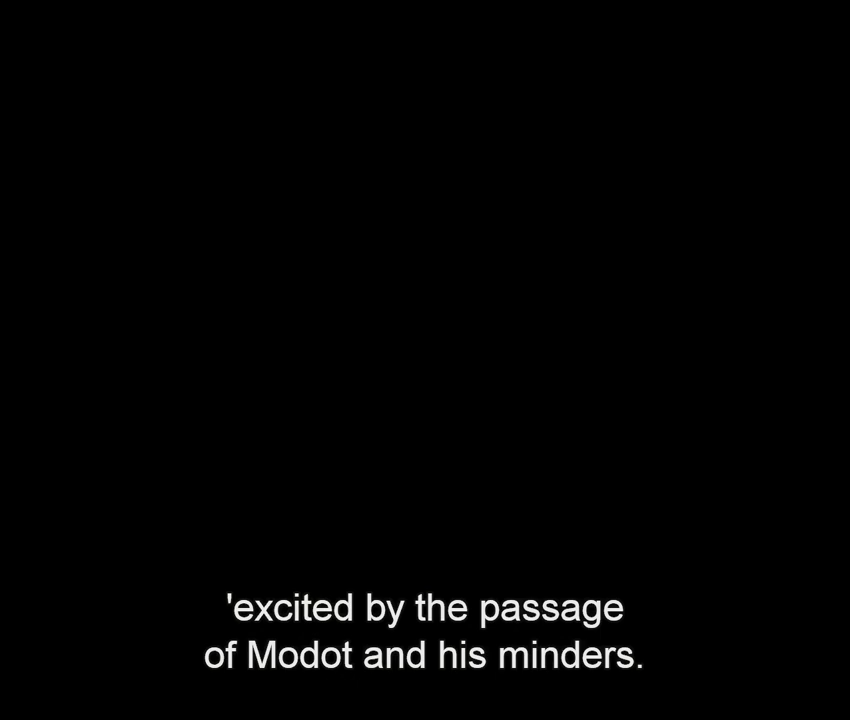 'excited by the passage
of Modot and his minders.